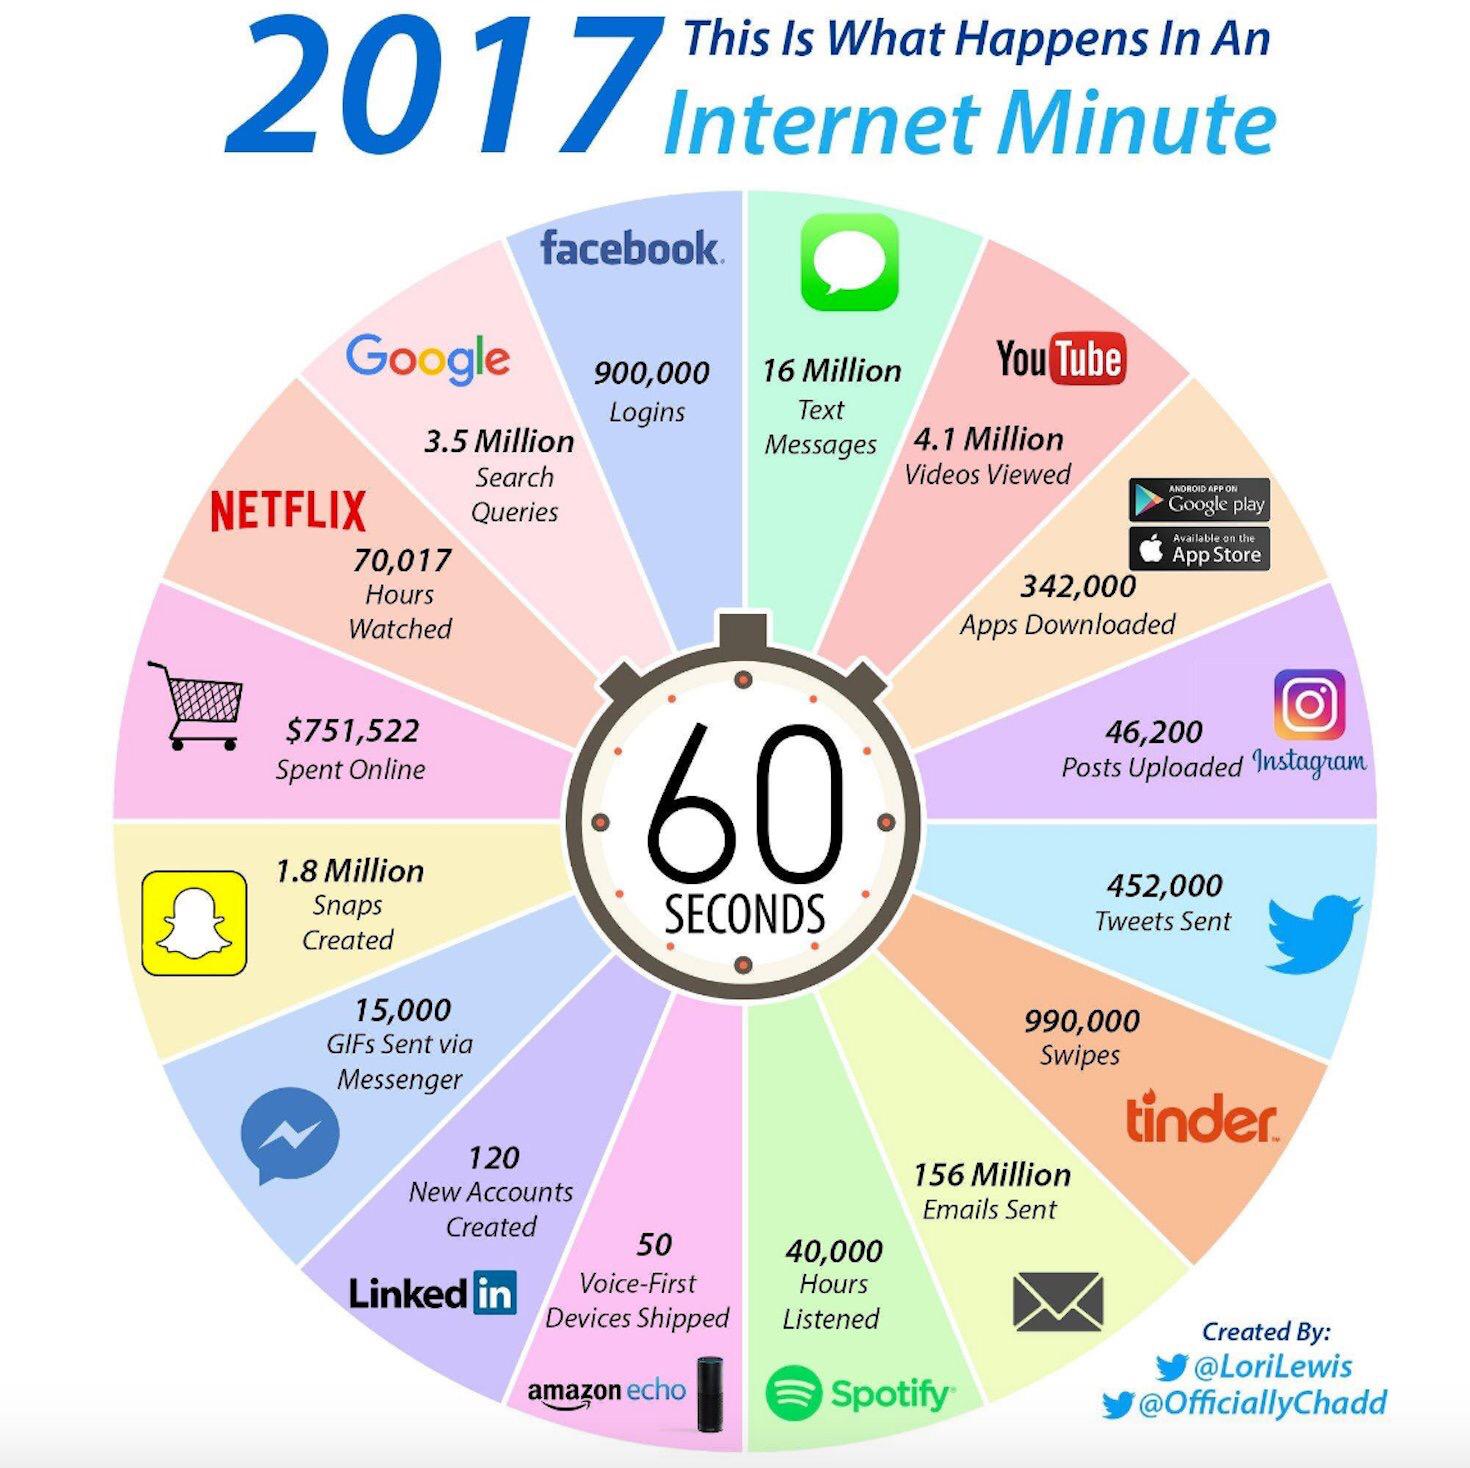 2017
This Is What Happens In An
Internet Minute
facebook.
900,000
Logins
16 Million
Text
Messages
YouTube
4.1 Million
Videos Viewed
ANDROID APP ON
Google play
Available on the
App Store
342,000
Apps Downloaded
46,200
Posts Uploaded
Instagram
452,000
Tweets Sent
990,000
Swipes
tinder
156 Million
Emails Sent
40,000
Hours
Listened
Spotify
50
Voice-First
Devices Shipped
amazon echo
120
New Accounts
Created
Linked in
15,000
GIFs Sent via
Messenger
1.8 Million
Snaps
Created
$751,522
Spent Online
NETFLIX
70,017
Hours
Watched
Google
3.5 Million
Search
Queries
60
SECONDS
Created By:
@LoriLewis
@OfficiallyChadd